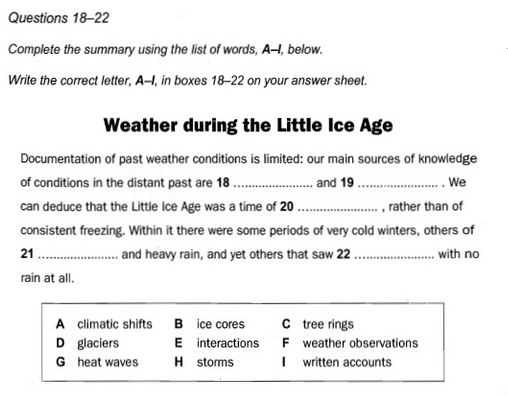 Questions 18–22
Complete the summary using the list of words, A–I, below.
Write the correct letter, A–I, in boxes 18–22 on your answer sheet.
Weather during the Little Ice Age
Documentation of past weather conditions is limited: our main sources of knowledge
of conditions in the distant past are 18 ........................ and 19 ........................ . We
can deduce that the Little Ice Age was a time of 20 ........................ , rather than of
consistent freezing. Within it there were some periods of very cold winters, others of
21 ........................ and heavy rain, and yet others that saw 22 ........................ with no
rain at all.
A climatic shifts B ice cores C tree rings
D glaciers E interactions F weather observations
G heat waves H storms I written accounts